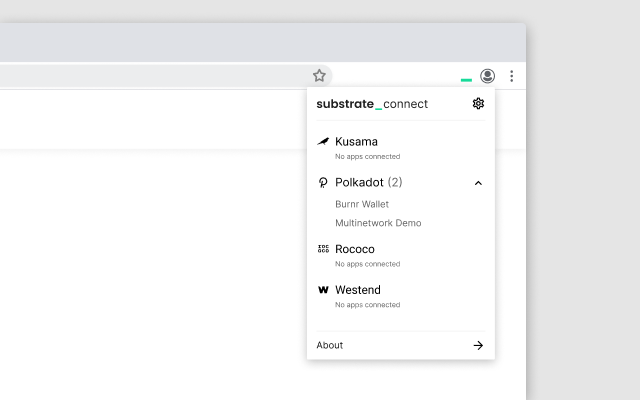 substrate_connect
Kusama
No apps connected
Polkadot (2)
Burnr Wallet
Multinetwork Demo
Rococo
No apps connected
Westend
No apps connected
About